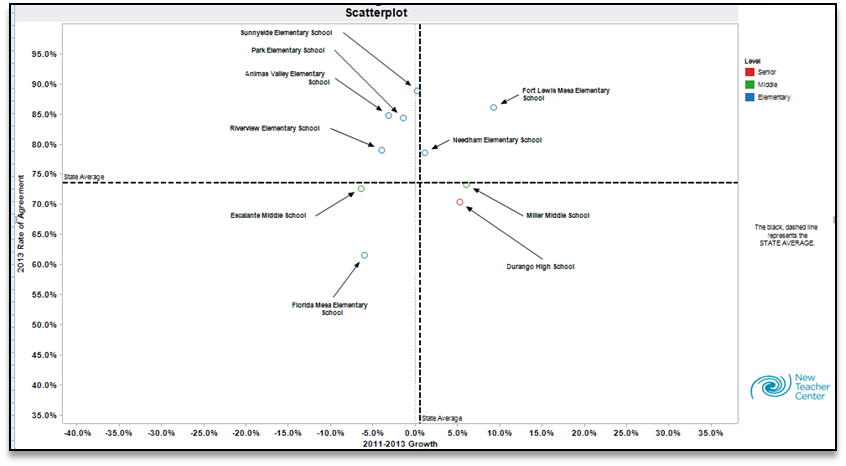 Scatterplot
Sunnyside Elementary School
Park Elementary School
Animas Valley Elementary
School
Riverview Elementary School
Fort Lewis Mesa Elementary
School
Needham Elementary School
State Average
Escalante Middle School
Miller Middle School
Durango High School
Florida Mesa Elementary
School
State Average
2013 Rate of Agreement
95.0%
90.0%
85.0%
80.0%
75.0%
70.0%
65.0%
60.0%
55.0%
50.0%
45.0%
40.0%
35.0%
-40.0% -35.0% -30.0% -25.0% -20.0% -15.0% -10.0% -5.0% 0.0% 5.0% 10.0% 15.0% 20.0% 25.0% 30.0% 35.0%
2011-2013 Growth
Level
Senior
Middle
Elementary
The black, dashed line
represents the
STATE AVERAGE.
New
Teacher
Center